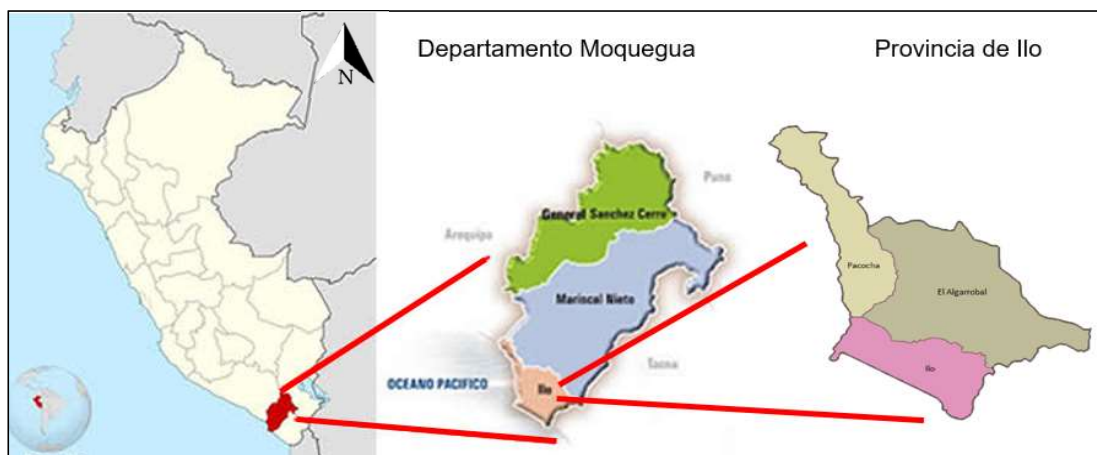 N
Departamento Moquegua
Provincia de Ilo
Puno
General Sanchez Cerro
Arequipa
Mariscal Nieto
Tacna
OCEANO PACIFICO
Ilo
Pacocha
El Algarrobal
Ilo